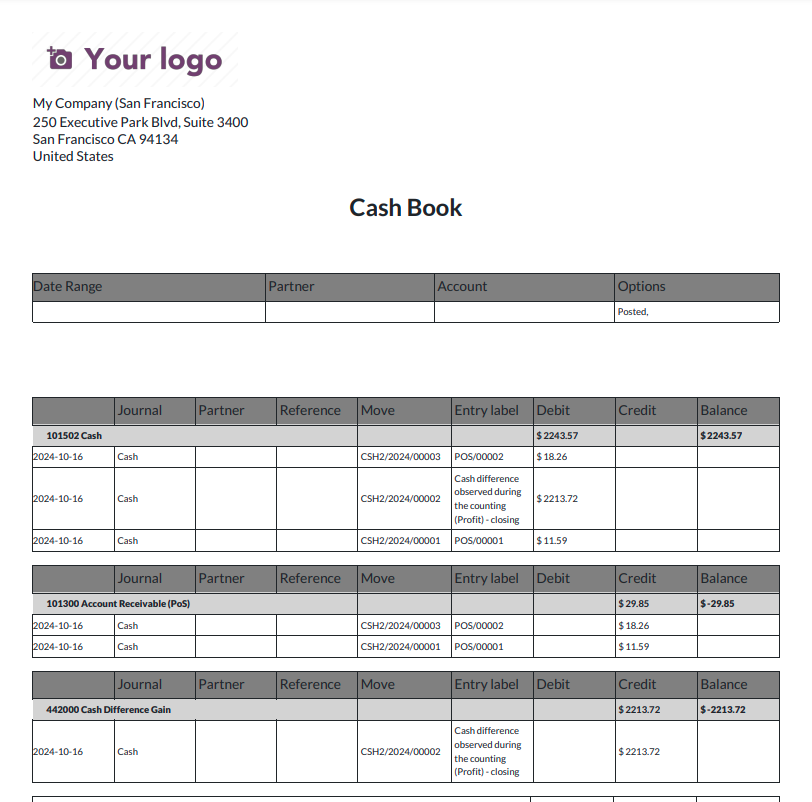 Your logo
My Company (San Francisco)
250 Executive Park Blvd, Suite 3400
San Francisco CA 94134
United States
Cash Book
Date Range Partner Account Options
Posted,
Journal Partner Reference Move Entry label Debit Credit Balance
101502 Cash $ 2243.57 $ 2243.57
2024-10-16 Cash CSH2/2024/00003 POS/00002 $ 18.26
2024-10-16 Cash CSH2/2024/00002 Cash difference observed during the counting (Profit) - closing $ 2213.72
2024-10-16 Cash CSH2/2024/00001 POS/00001 $ 11.59
Journal Partner Reference Move Entry label Debit Credit Balance
101300 Account Receivable (PoS) $ 29.85 $ -29.85
2024-10-16 Cash CSH2/2024/00003 POS/00002 $ 18.26
2024-10-16 Cash CSH2/2024/00001 POS/00001 $ 11.59
Journal Partner Reference Move Entry label Debit Credit Balance
442000 Cash Difference Gain $ 2213.72 $ -2213.72
2024-10-16 Cash CSH2/2024/00002 Cash difference observed during the counting (Profit) - closing $ 2213.72